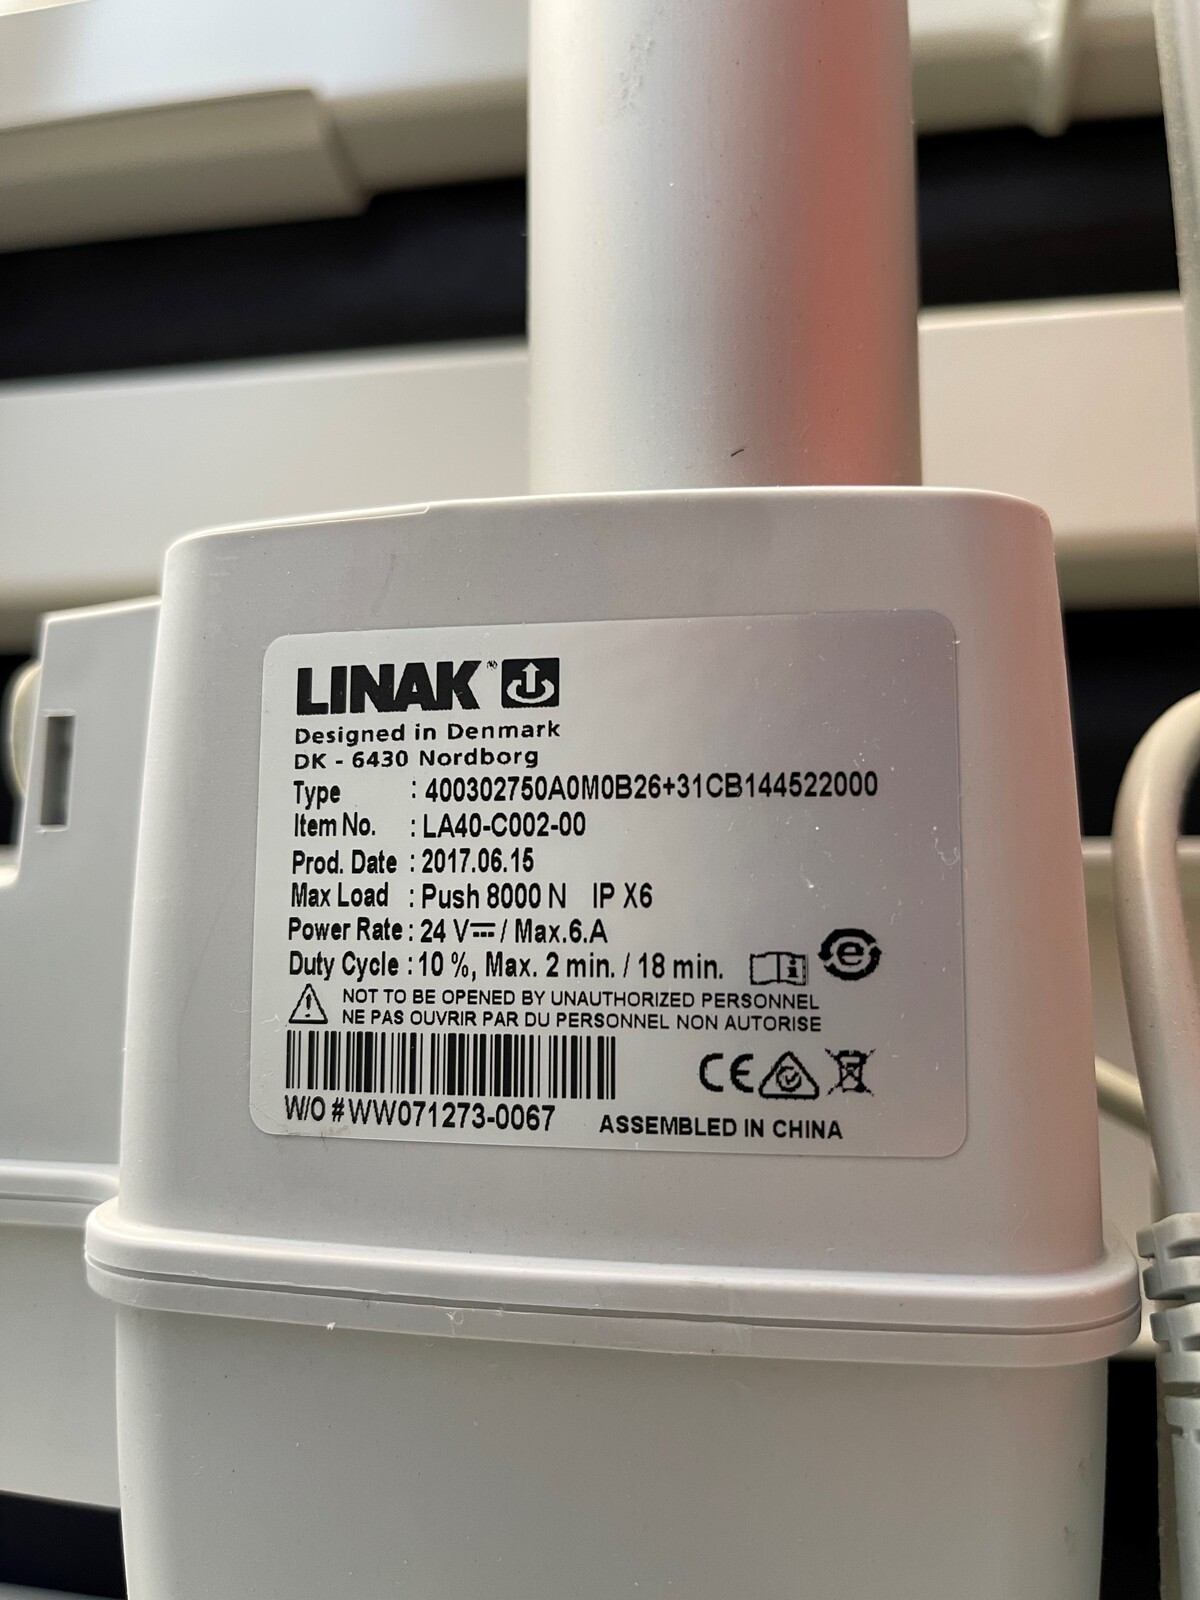 LINAK™
Designed in Denmark
DK - 6430 Nordborg
Type : 400302750A0M0B26+31CB144522000
Item No. : LA40-C002-00
Prod. Date : 2017.06.15
Max Load : Push 8000 N IP X6
Power Rate : 24 V⎓ / Max.6.A
Duty Cycle : 10 %, Max. 2 min. / 18 min.
NOT TO BE OPENED BY UNAUTHORIZED PERSONNEL
NE PAS OUVRIR PAR DU PERSONNEL NON AUTORISE
CE
W/O # WW071273-0067 ASSEMBLED IN CHINA